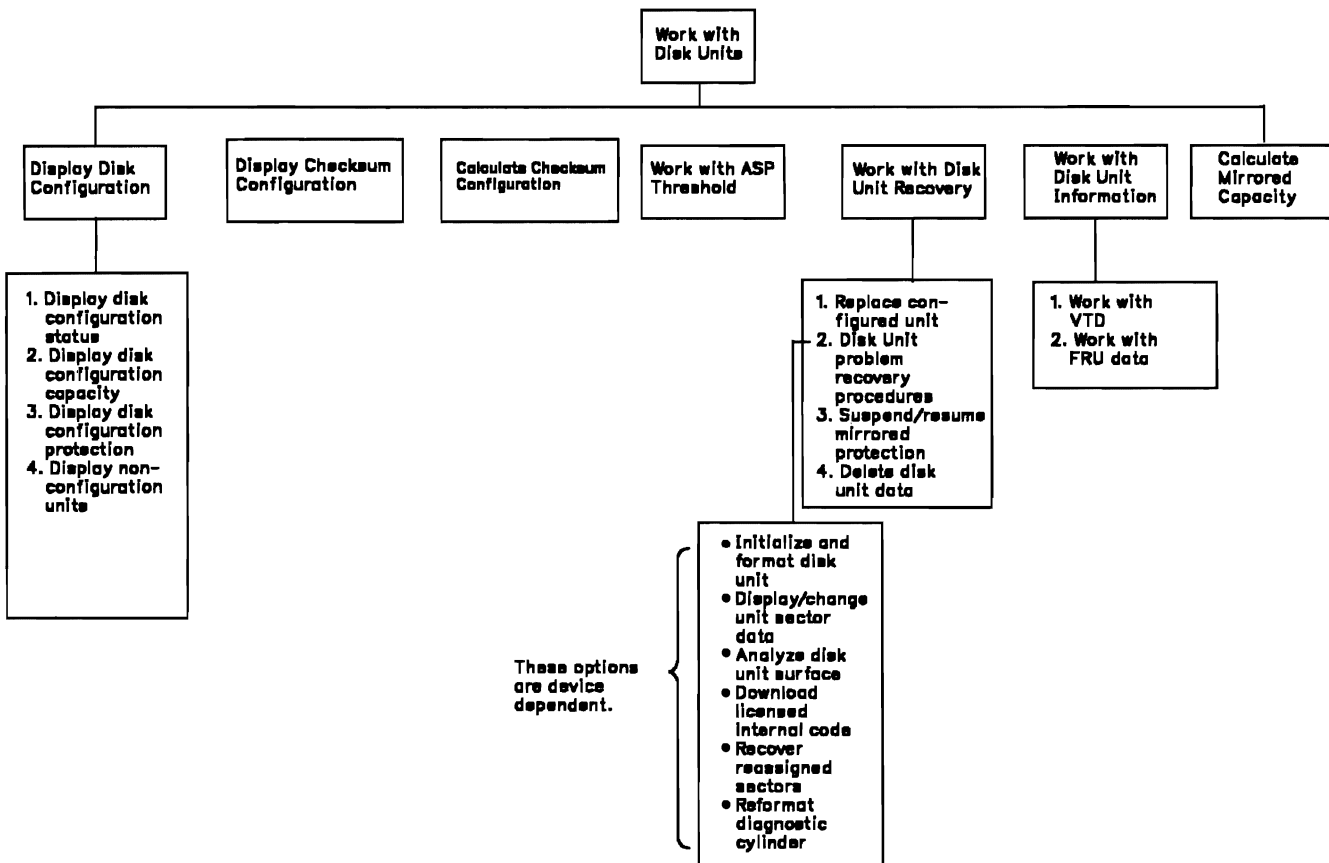 Work with
Disk Units
Display Disk
Configuration
Display Checksum
Configuration
Calculate Checksum
Configuration
Work with ASP
Threshold
Work with Disk
Unit Recovery
Work with
Disk Unit
Information
Calculate
Mirrored
Capacity
1. Display disk
configuration
status
2. Display disk
configuration
capacity
3. Display disk
configuration
protection
4. Display non-
configuration
units
1. Replace con-
figured unit
2. Disk Unit
problem
recovery
procedures
3. Suspend/resume
mirrored
protection
4. Delete disk
unit data
1. Work with
VTD
2. Work with
FRU data
These options
are device
dependent.
• Initialize and
format disk
unit
• Display/change
unit sector
data
• Analyze disk
unit surface
• Download
licensed
internal code
• Recover
reassigned
sectors
• Reformat
diagnostic
cylinder